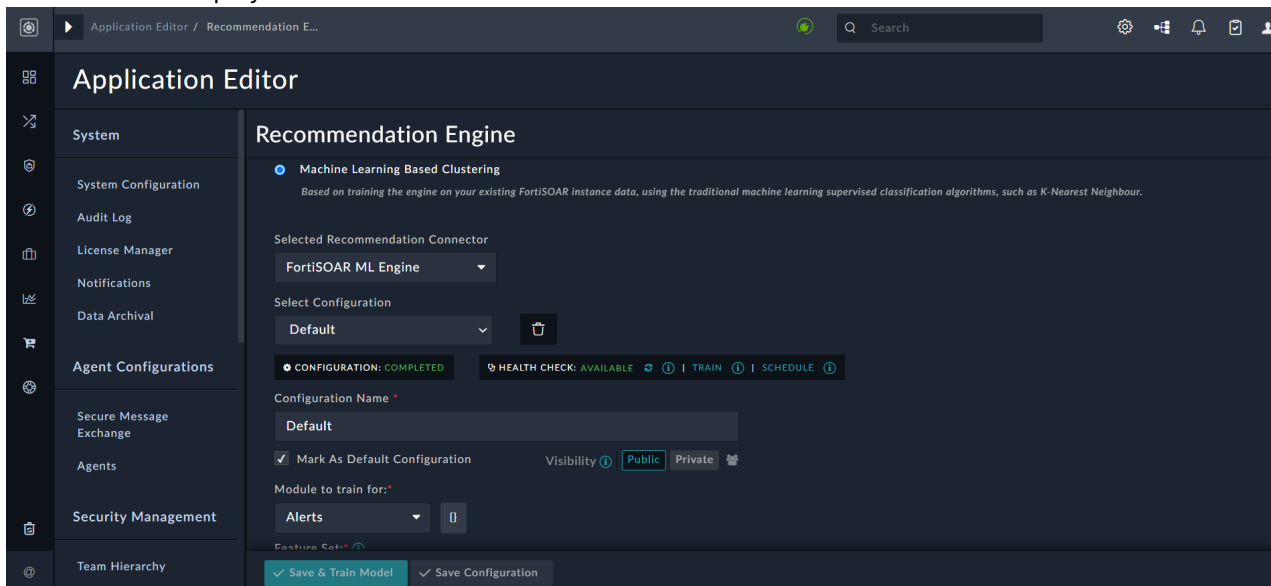 Application Editor / Recommendation E...
Search
Application Editor
System
System Configuration
Audit Log
License Manager
Notifications
Data Archival
Agent Configurations
Secure Message
Exchange
Agents
Security Management
Team Hierarchy
@
Recommendation Engine
Machine Learning Based Clustering
Based on training the engine on your existing FortiSOAR instance data, using the traditional machine learning supervised classification algorithms, such as K-Nearest Neighbour.
Selected Recommendation Connector
FortiSOAR ML Engine
Select Configuration
Default
CONFIGURATION: COMPLETED
HEALTH CHECK: AVAILABLE | TRAIN | SCHEDULE
Configuration Name *
Default
Mark As Default Configuration Visibility Public Private
Module to train for:*
Alerts {}
Feature Set:*
Save & Train Model Save Configuration